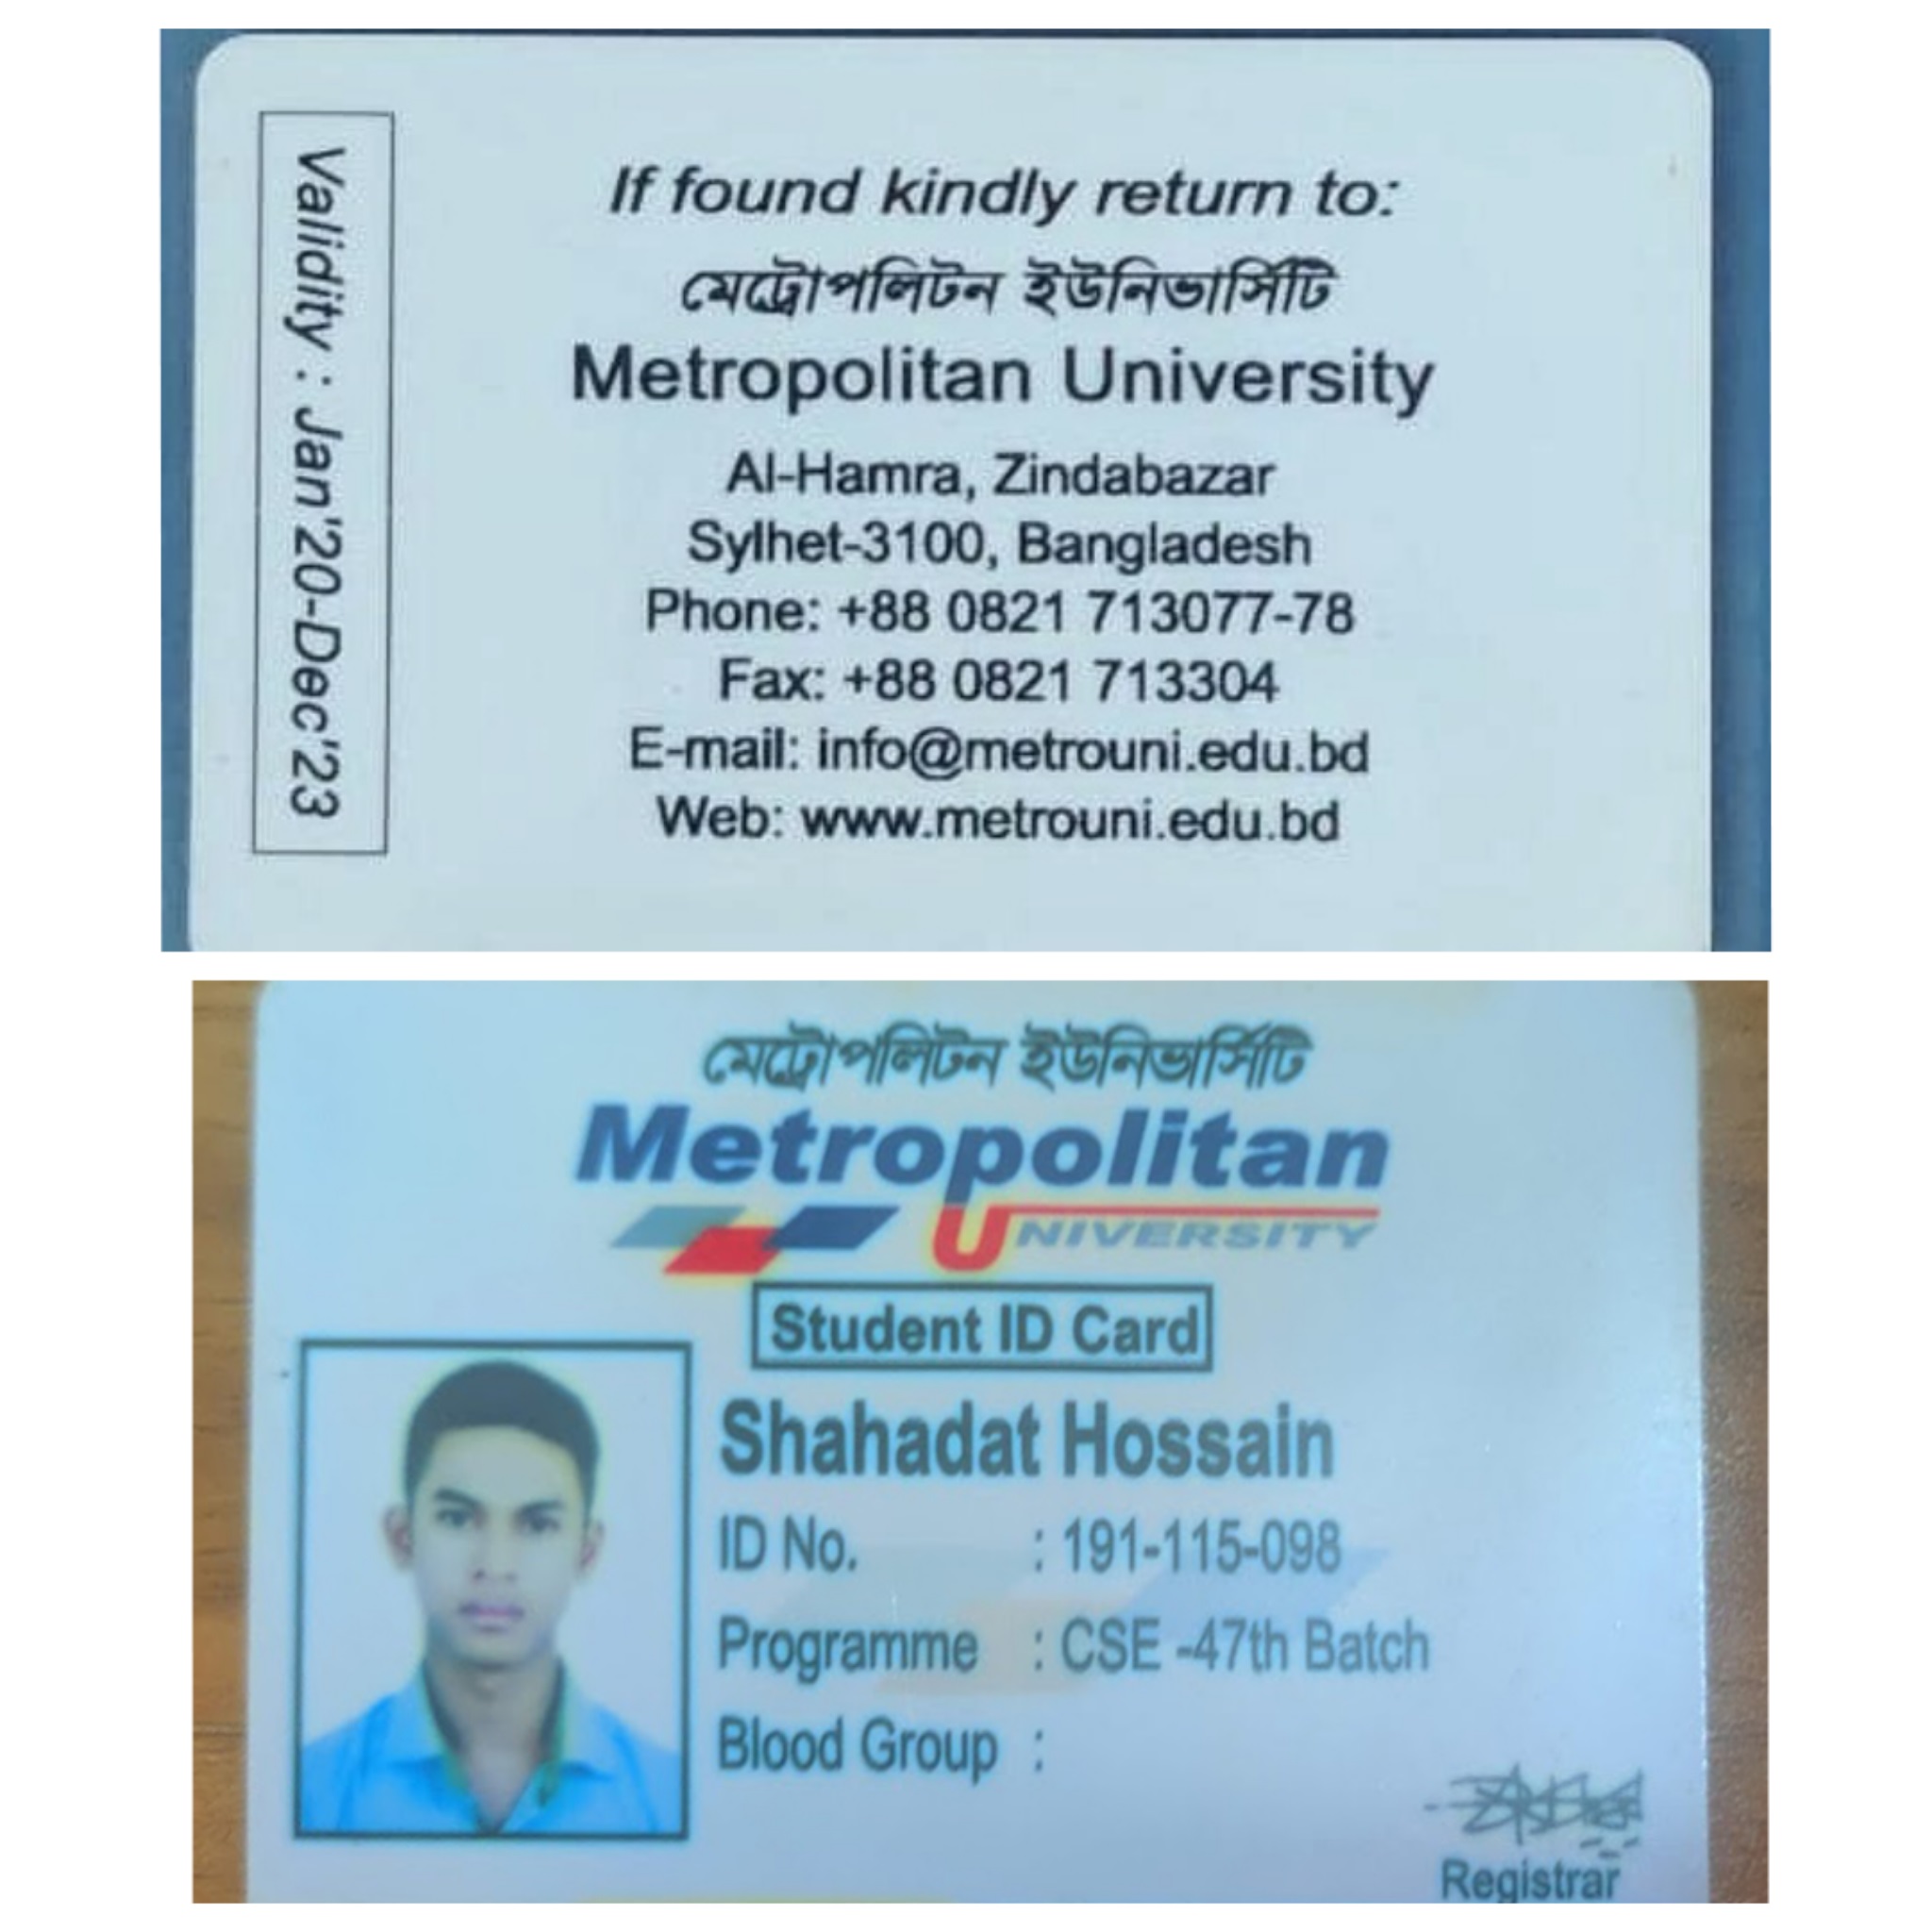 If found kindly return to:
মেট্রোপলিটন ইউনিভার্সিটি
Metropolitan University
Al-Hamra, Zindabazar
Sylhet-3100, Bangladesh
Phone: +88 0821 713077-78
Fax: +88 0821 713304
E-mail: info@metrouni.edu.bd
Web: www.metrouni.edu.bd
Validity : Jan'20-Dec'23
মেট্রোপলিটন ইউনিভার্সিটি
Metropolitan
UNIVERSITY
Student ID Card
Shahadat Hossain
ID No. : 191-115-098
Programme : CSE -47th Batch
Blood Group :
Registrar